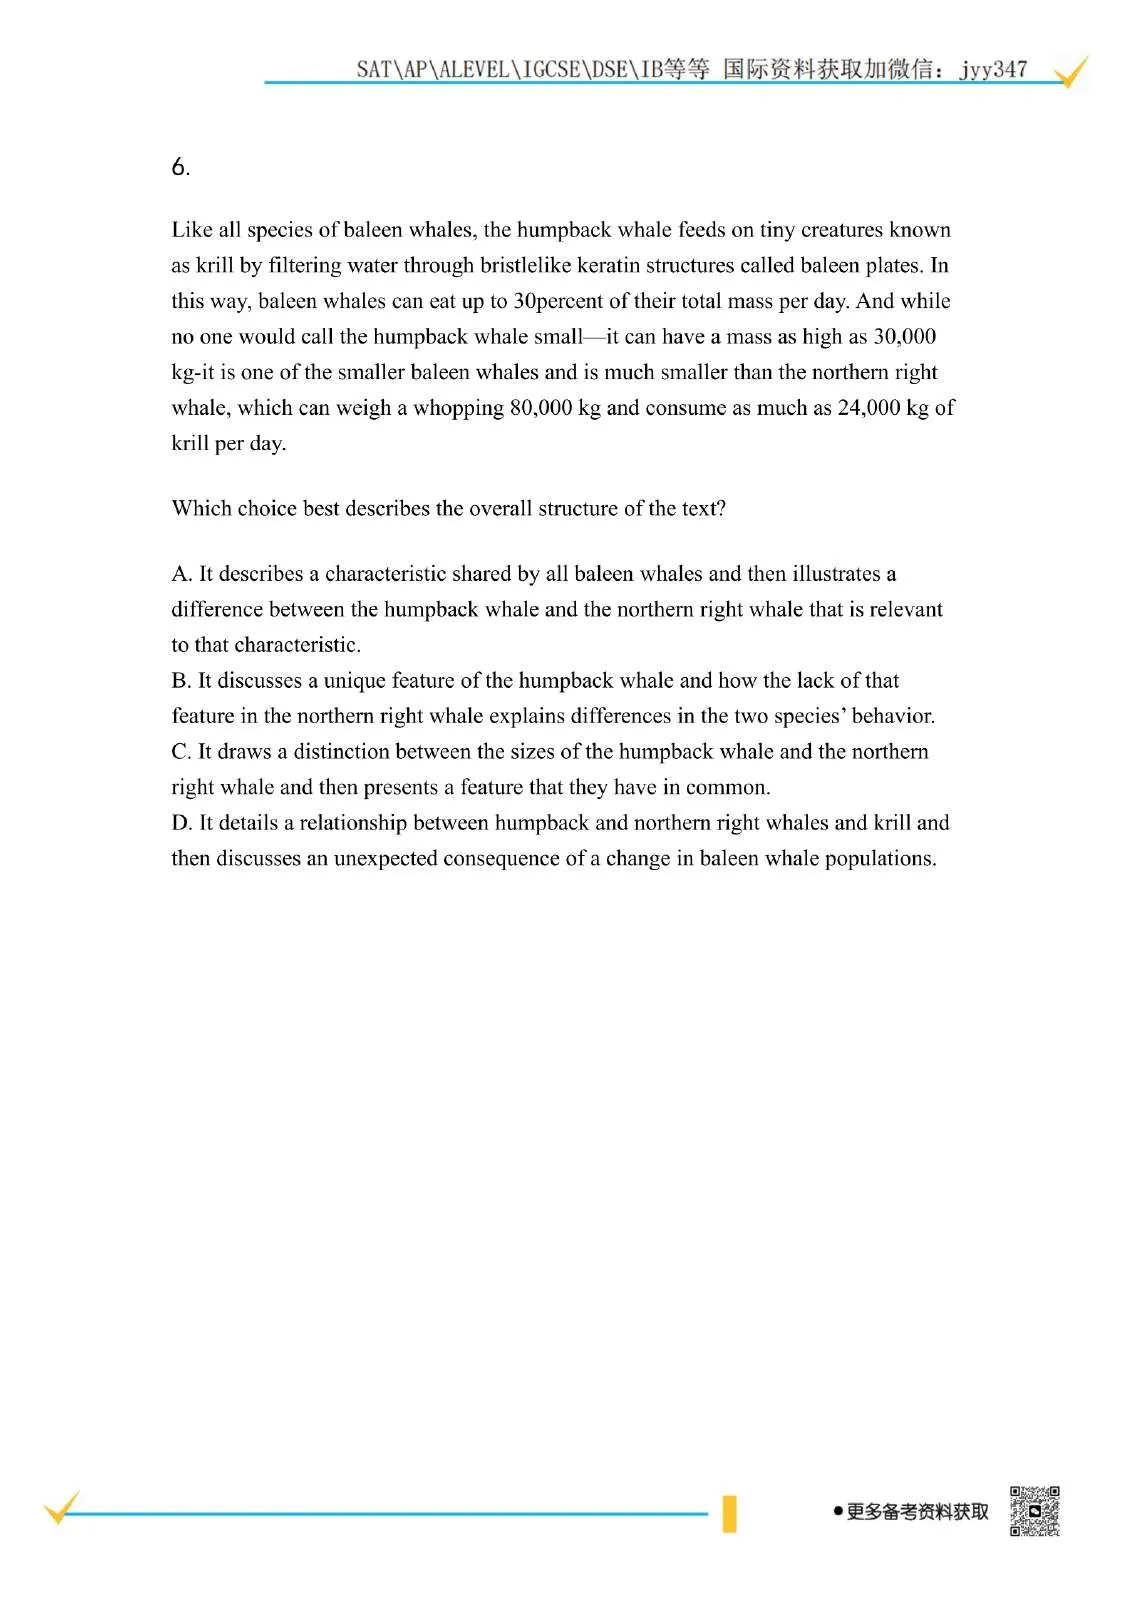 SAT\AP\ALEVEL\IGCSE\DSE\IB等等 国际资料获取加微信：jyy347
6.
Like all species of baleen whales, the humpback whale feeds on tiny creatures known
as krill by filtering water through bristlelike keratin structures called baleen plates. In
this way, baleen whales can eat up to 30percent of their total mass per day. And while
no one would call the humpback whale small—it can have a mass as high as 30,000
kg-it is one of the smaller baleen whales and is much smaller than the northern right
whale, which can weigh a whopping 80,000 kg and consume as much as 24,000 kg of
krill per day.
Which choice best describes the overall structure of the text?
A. It describes a characteristic shared by all baleen whales and then illustrates a
difference between the humpback whale and the northern right whale that is relevant
to that characteristic.
B. It discusses a unique feature of the humpback whale and how the lack of that
feature in the northern right whale explains differences in the two species’ behavior.
C. It draws a distinction between the sizes of the humpback whale and the northern
right whale and then presents a feature that they have in common.
D. It details a relationship between humpback and northern right whales and krill and
then discusses an unexpected consequence of a change in baleen whale populations.
●更多备考资料获取